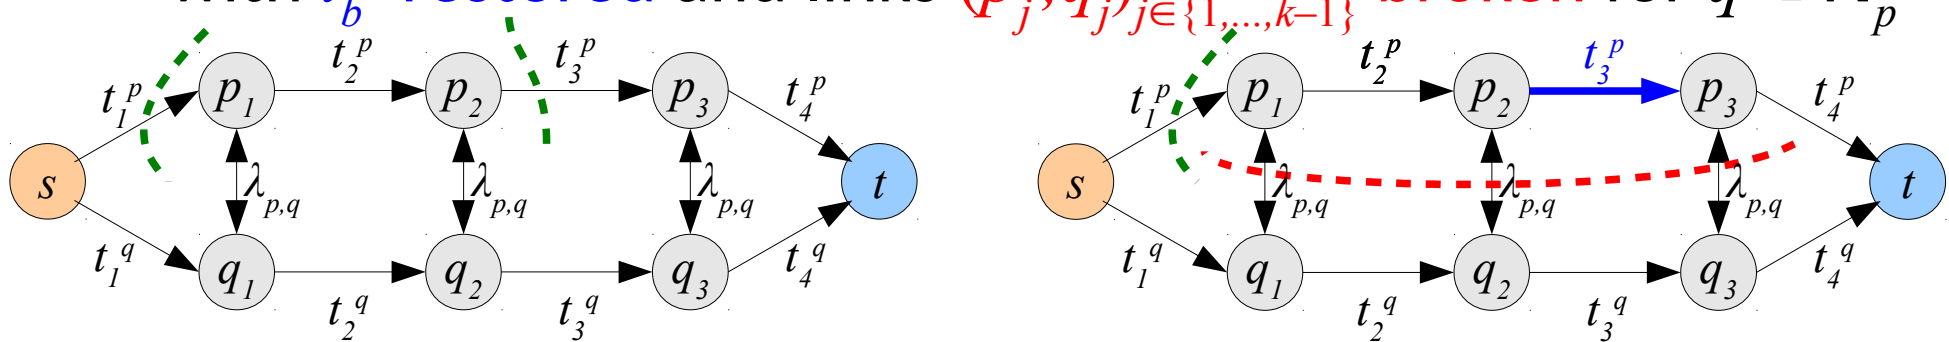 with t_b restored and links (p_j, q_j)_{j∈{1,...,k−1}} broken for
t_1^p t_2^p t_3^p t_4^p
p_1 p_2 p_3
s λ_{p,q} λ_{p,q} λ_{p,q} t
q_1 q_2 q_3
t_1^q t_2^q t_3^q t_4^q
t_1^p t_2^p t_3^p t_4^p
p_1 p_2 p_3
s λ_{p,q} λ_{p,q} λ_{p,q} t
q_1 q_2 q_3
t_1^q t_2^q t_3^q t_4^q